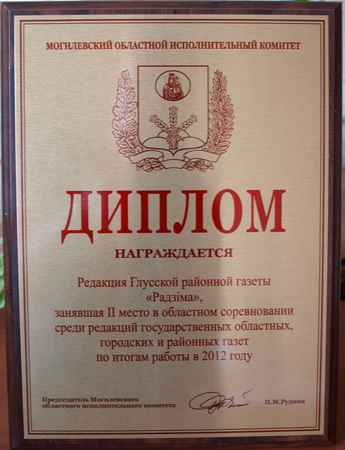 МОГИЛЕВСКИЙ ОБЛАСТНОЙ ИСПОЛНИТЕЛЬНЫЙ КОМИТЕТ
ДИПЛОМ
НАГРАЖДАЕТСЯ
Редакция Глусской районной газеты
«Радзіма»,
занявшая II место в областном соревновании
среди редакций государственных областных,
городских и районных газет
по итогам работы в 2012 году
Председатель Могилевского
областного исполнительного комитета
П.М.Рудник